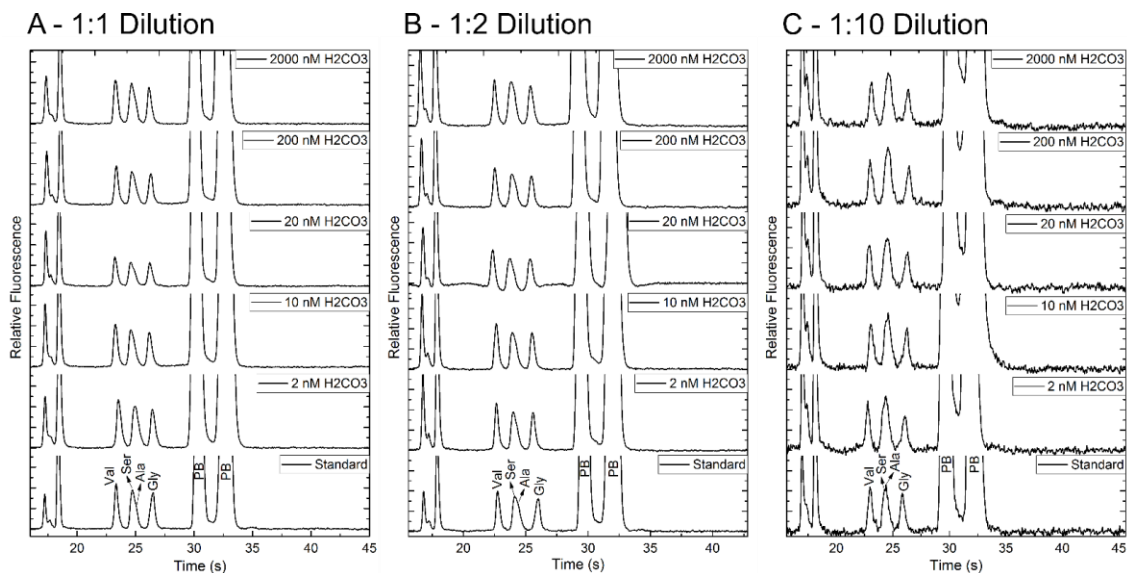 A - 1:1 Dilution
B - 1:2 Dilution
C - 1:10 Dilution
Relative Fluorescence
2000 nM H2CO3
200 nM H2CO3
20 nM H2CO3
10 nM H2CO3
2 nM H2CO3
Standard
Val
Ser
Ala
Gly
PB
PB
20 25 30 35 40 45
Time (s)
Relative Fluorescence
2000 nM H2CO3
200 nM H2CO3
20 nM H2CO3
10 nM H2CO3
2 nM H2CO3
Standard
Val
Ser
Ala
Gly
PB
PB
20 25 30 35 40
Time (s)
Relative Fluorescence
2000 nM H2CO3
200 nM H2CO3
20 nM H2CO3
10 nM H2CO3
2 nM H2CO3
Standard
Val
Ser
Ala
Gly
PB
PB
20 25 30 35 40 45
Time (s)